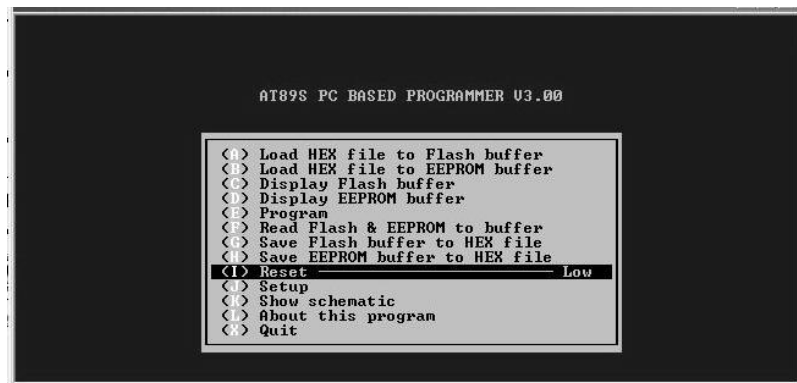 AT89S PC BASED PROGRAMMER V3.00
(A) Load HEX file to Flash buffer
(B) Load HEX file to EEPROM buffer
(C) Display Flash buffer
(D) Display EEPROM buffer
(E) Program
(F) Read Flash & EEPROM to buffer
(G) Save Flash buffer to HEX file
(H) Save EEPROM buffer to HEX file
(I) Reset Low
(J) Setup
(K) Show schematic
(L) About this program
(X) Quit